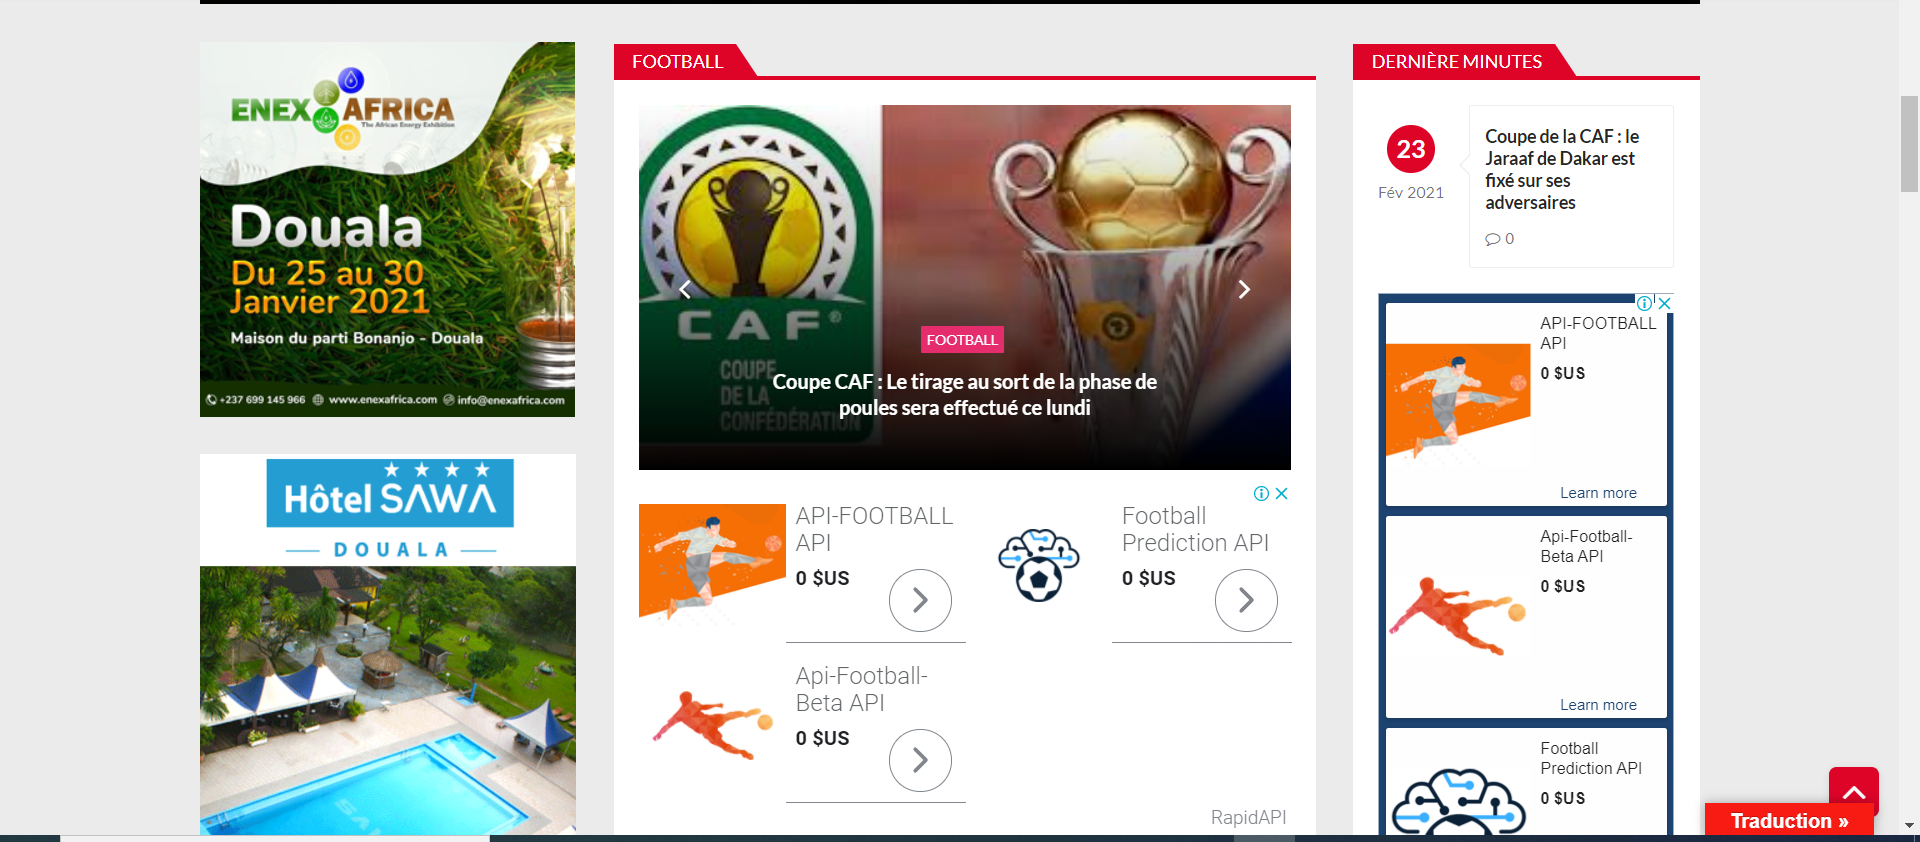 ENEX AFRICA
The African Energy Exhibition
Douala
Du 25 au 30
Janvier 2021
Maison du parti Bonanjo - Douala
+237 699 145 966 www.enexafrica.com info@enexafrica.com
Hôtel SAWA
DOUALA
SAWA
FOOTBALL
CAF®
COUPE
DE LA
CONFÉDÉRATION
FOOTBALL
Coupe CAF : Le tirage au sort de la phase de
poules sera effectué ce lundi
API-FOOTBALL
API
0 $US
Football
Prediction API
0 $US
Api-Football-
Beta API
0 $US
RapidAPI
DERNIÈRE MINUTES
23
Fév 2021
Coupe de la CAF : le
Jaraaf de Dakar est
fixé sur ses
adversaires
0
API-FOOTBALL
API
0 $US
Learn more
Api-Football-
Beta API
0 $US
Learn more
Football
Prediction API
0 $US
Traduction »